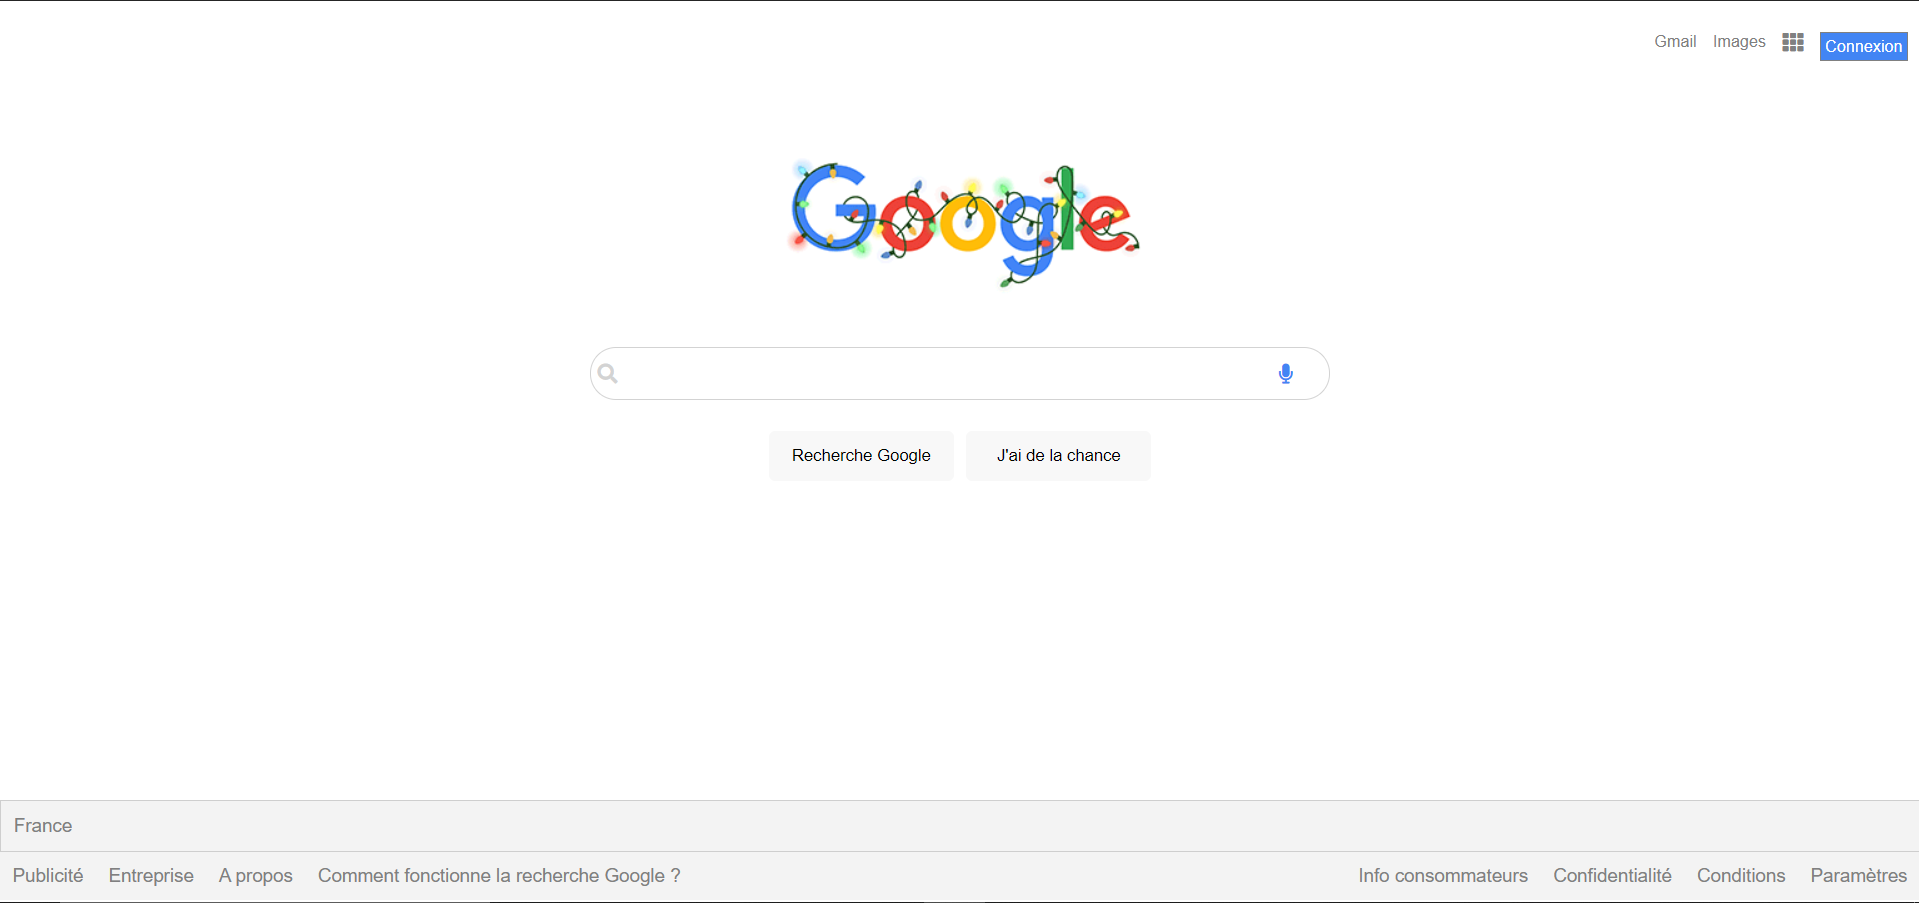 Gmail Images Connexion
Google
Recherche Google J'ai de la chance
France
Publicité Entreprise A propos Comment fonctionne la recherche Google ? Info consommateurs Confidentialité Conditions Paramètres